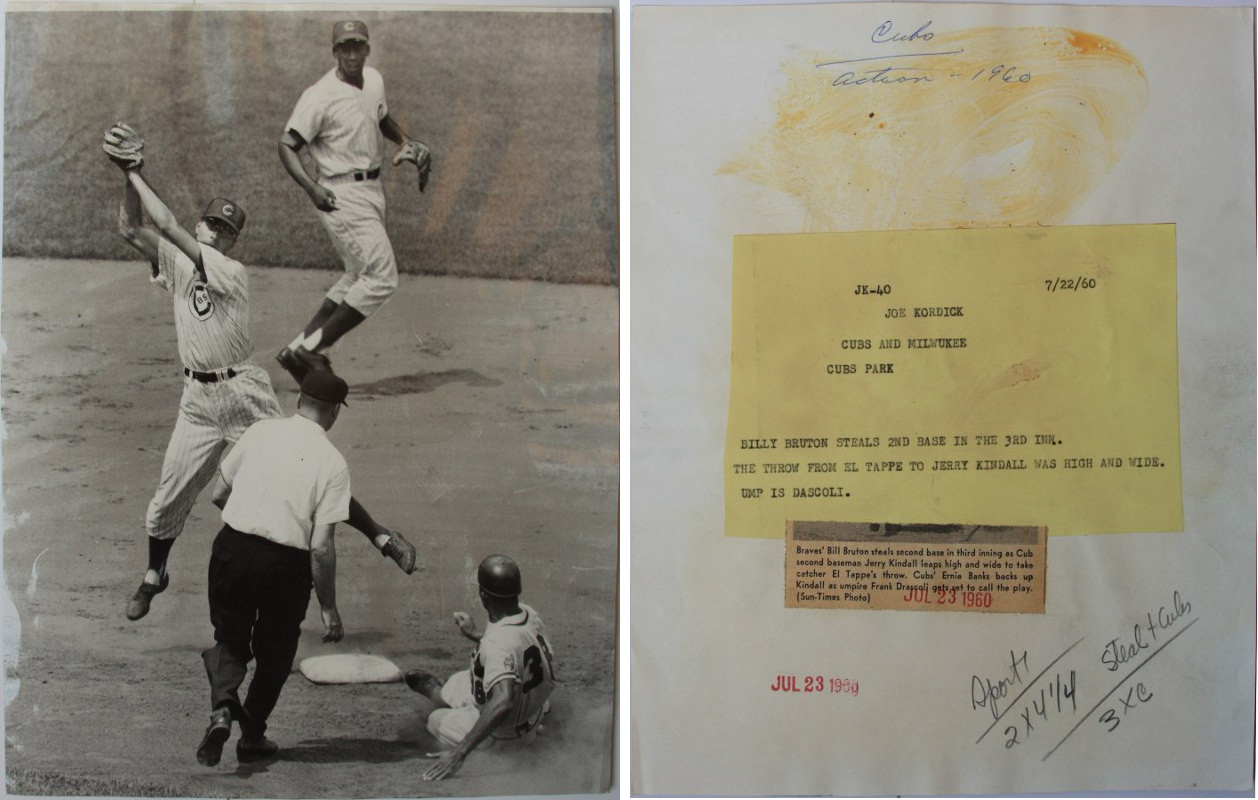 C
C
CUBS
3
Cubs
Action - 1960
JK-40 7/22/60
JOE KORDICK
CUBS AND MILWUKEE
CUBS PARK
BILLY BRUTON STEALS 2ND BASE IN THE 3RD INN.
THE THROW FROM EL TAPPE TO JERRY KINDALL WAS HIGH AND WIDE.
UMP IS DASCOLI.
Braves' Bill Bruton steals second base in third inning as Cub
second baseman Jerry Kindall leaps high and wide to take
catcher El Tappe's throw. Cubs' Ernie Banks backs up
Kindall as umpire Frank Drascoli gets set to call the play.
(Sun-Times Photo) JUL 23 1960
JUL 23 1960
Sports
2 x 4 1/4
Steal + Cubs
3 X C